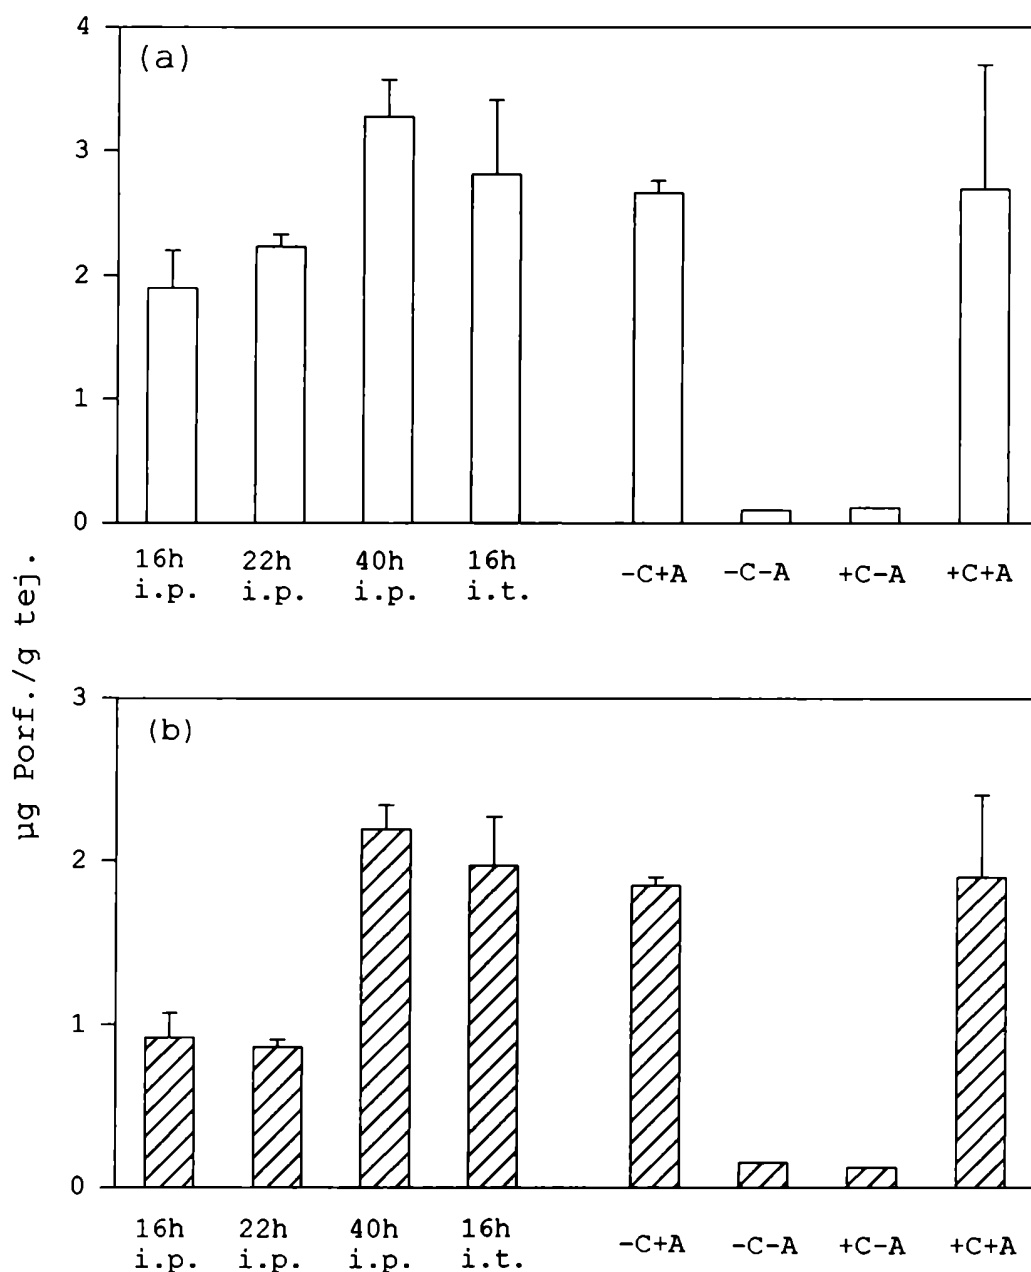 (a)
4
3
2
1
0
16h 22h 40h 16h -C+A -C-A +C-A +C+A
i.p. i.p. i.p. i.t.
µg Porf./g tej.
(b)
3
2
1
0
16h 22h 40h 16h -C+A -C-A +C-A +C+A
i.p. i.p. i.p. i.t.